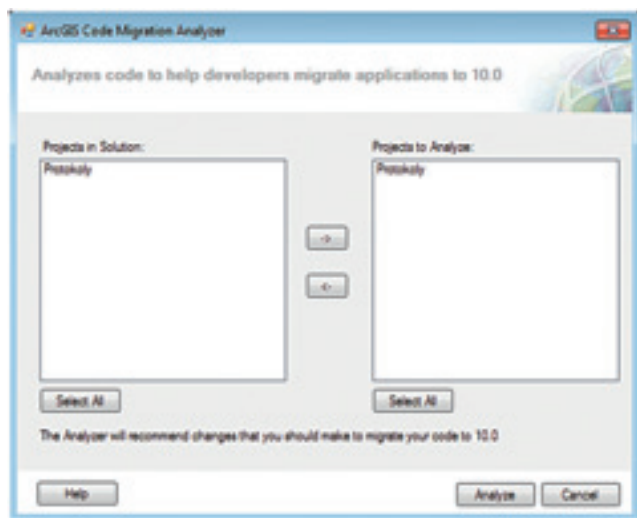 ArcGIS Code Migration Analyzer
Analyzes code to help developers migrate applications to 10.0
Projects in Solution:
Protokoly
Projects to Analyze:
Protokoly
->
<-
Select All
Select All
The Analyzer will recommend changes that you should make to migrate your code to 10.0
Help
Analyze
Cancel